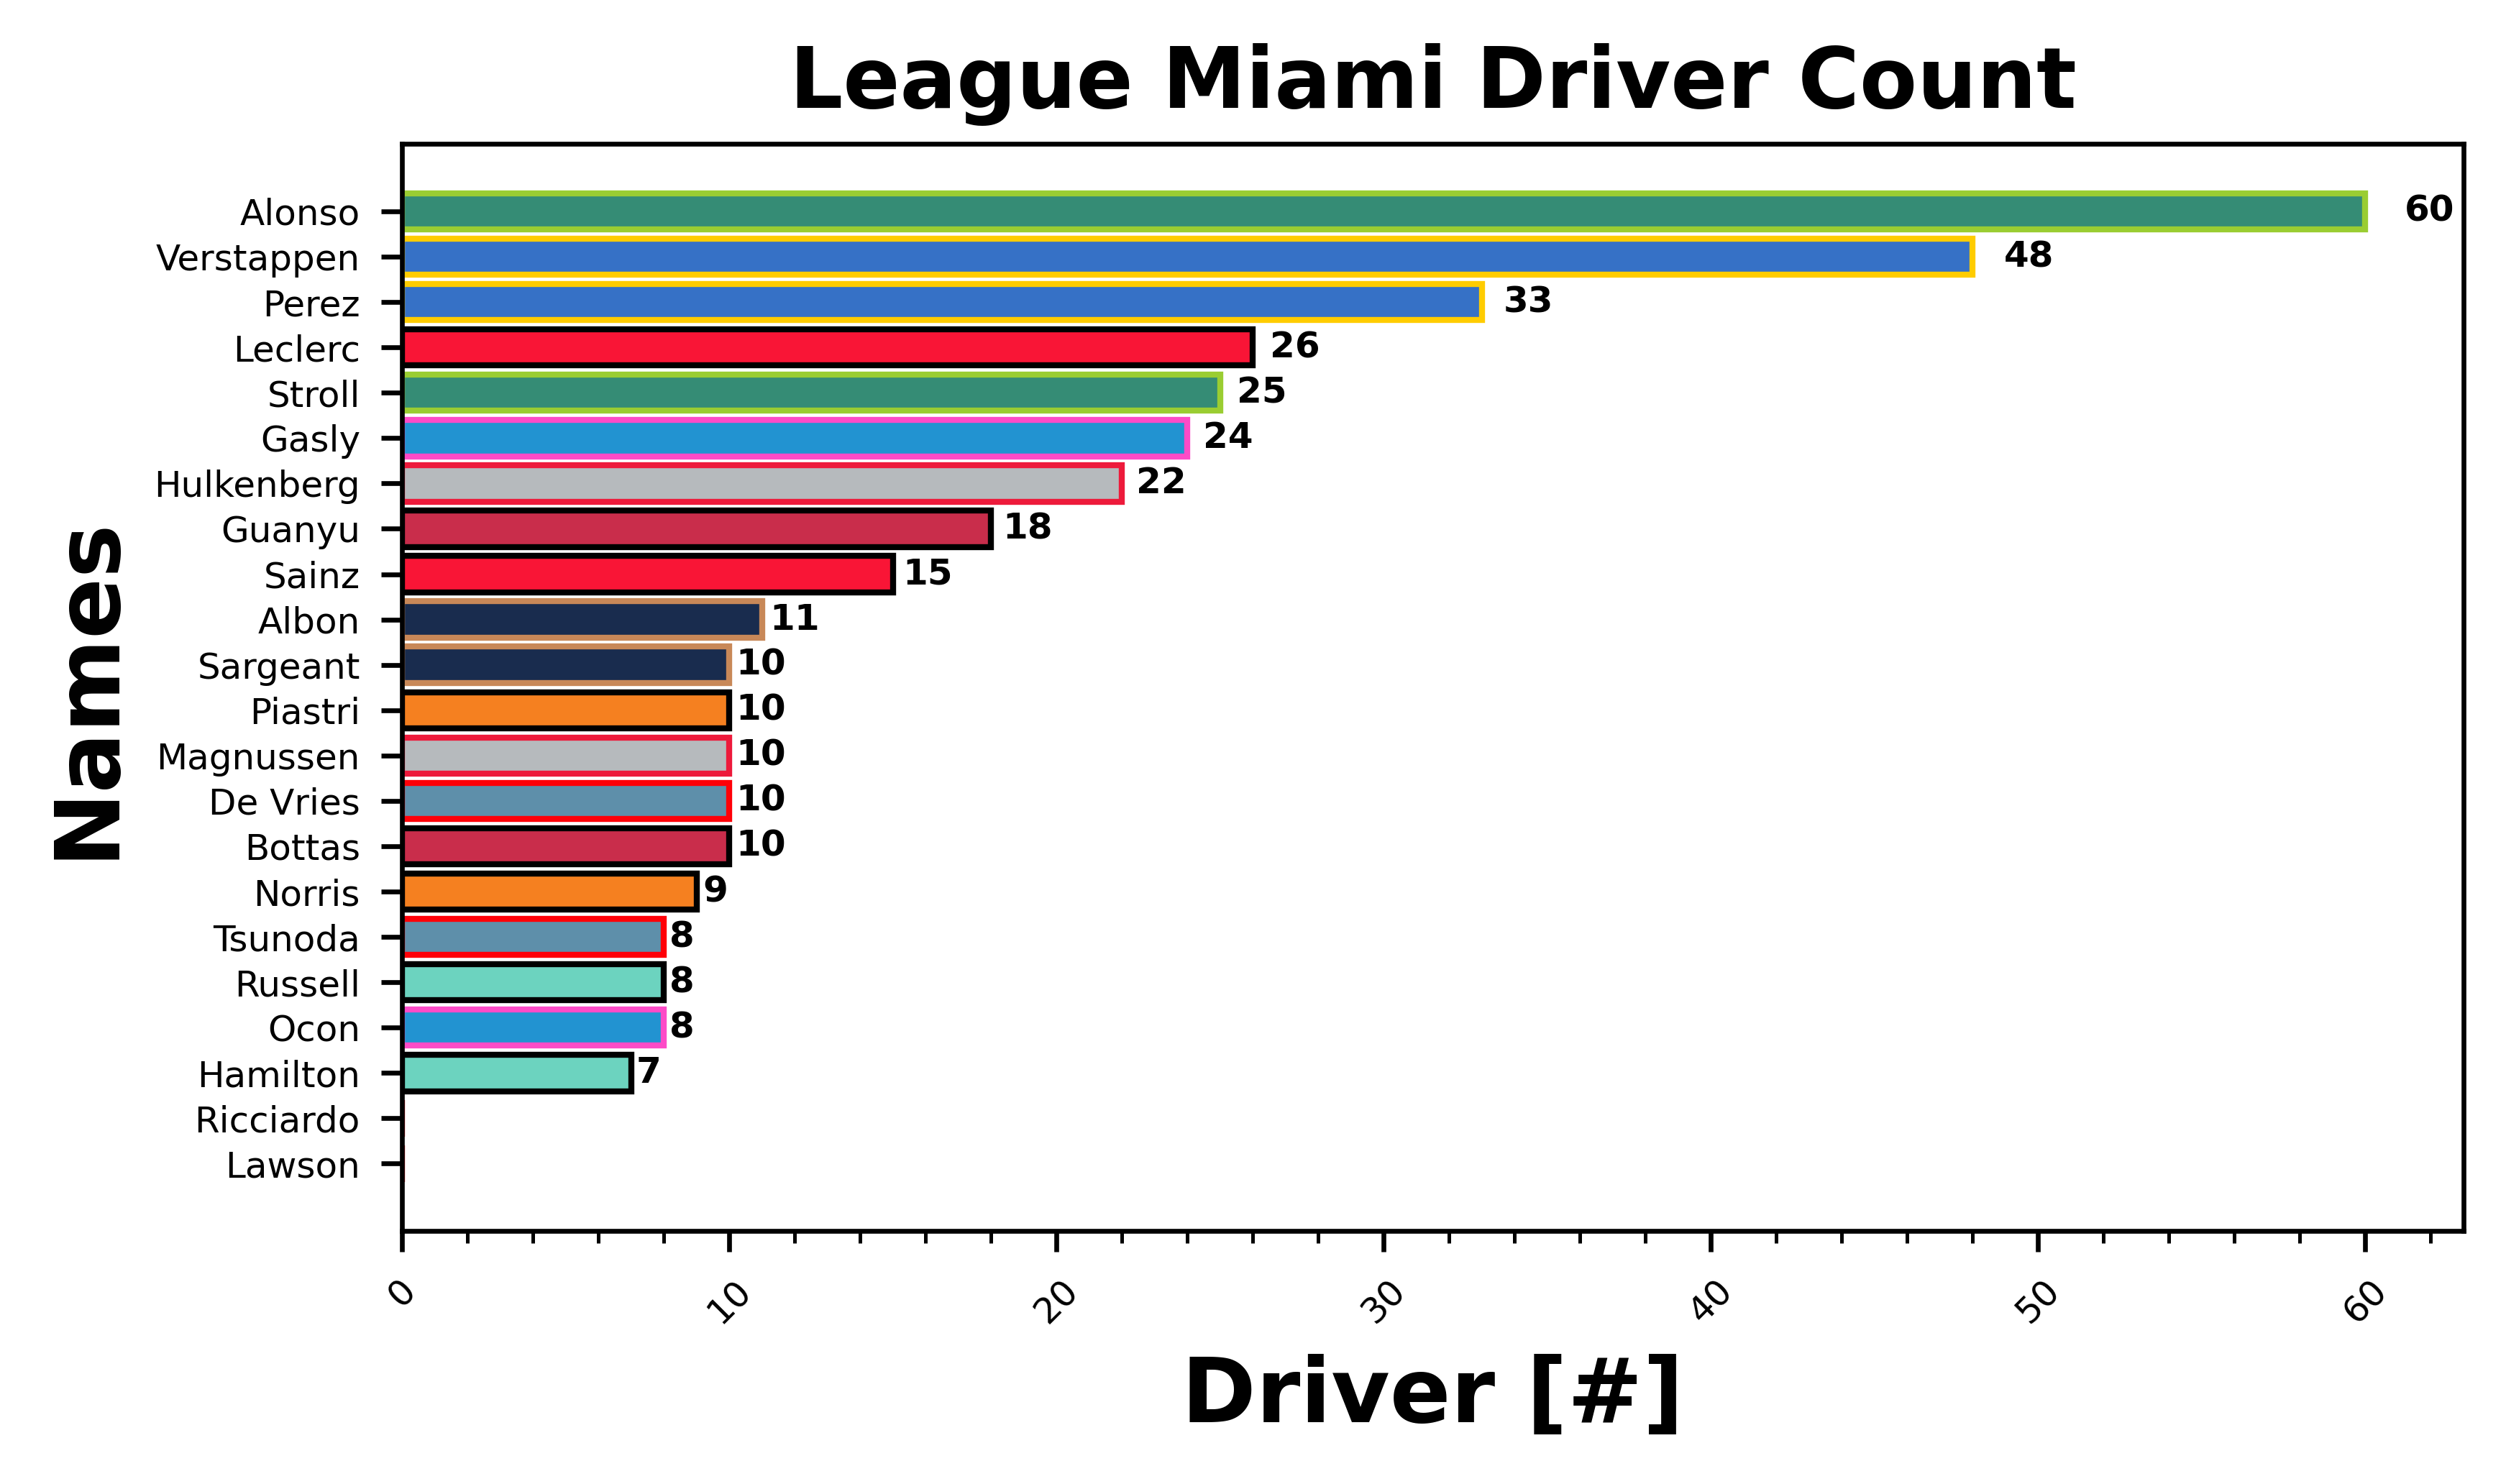 League Miami Driver Count
Names
Alonso 60
Verstappen 48
Perez 33
Leclerc 26
Stroll 25
Gasly 24
Hulkenberg 22
Guanyu 18
Sainz 15
Albon 11
Sargeant 10
Piastri 10
Magnussen 10
De Vries 10
Bottas 10
Norris 9
Tsunoda 8
Russell 8
Ocon 8
Hamilton 7
Ricciardo
Lawson
0 10 20 30 40 50 60
Driver [#]